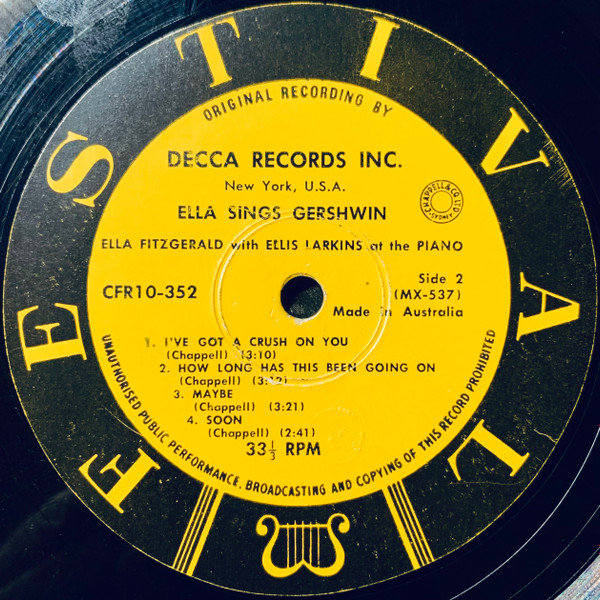 FESTIVAL
ORIGINAL RECORDING BY
DECCA RECORDS INC.
New York, U.S.A.
ELLA SINGS GERSHWIN
CHAPPELL & CO LTD. SYDNEY
ELLA FITZGERALD with ELLIS LARKINS at the PIANO
CFR10-352
Side 2
(MX-537)
Made in Australia
1. I'VE GOT A CRUSH ON YOU
(Chappell) (3:10)
2. HOW LONG HAS THIS BEEN GOING ON
(Chappell)
3. MAYBE
(Chappell) (3:21)
4. SOON
(Chappell) (2:41)
33⅓ RPM
UNAUTHORISED PUBLIC PERFORMANCE, BROADCASTING AND COPYING OF THIS RECORD PROHIBITED